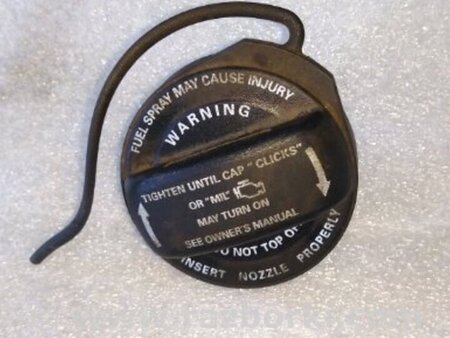 FUEL SPRAY MAY CAUSE INJURY
WARNING
TIGHTEN UNTIL CAP "CLICKS"
OR "MIL"
MAY TURN ON
SEE OWNER'S MANUAL
DO NOT TOP OFF
INSERT NOZZLE PROPERLY